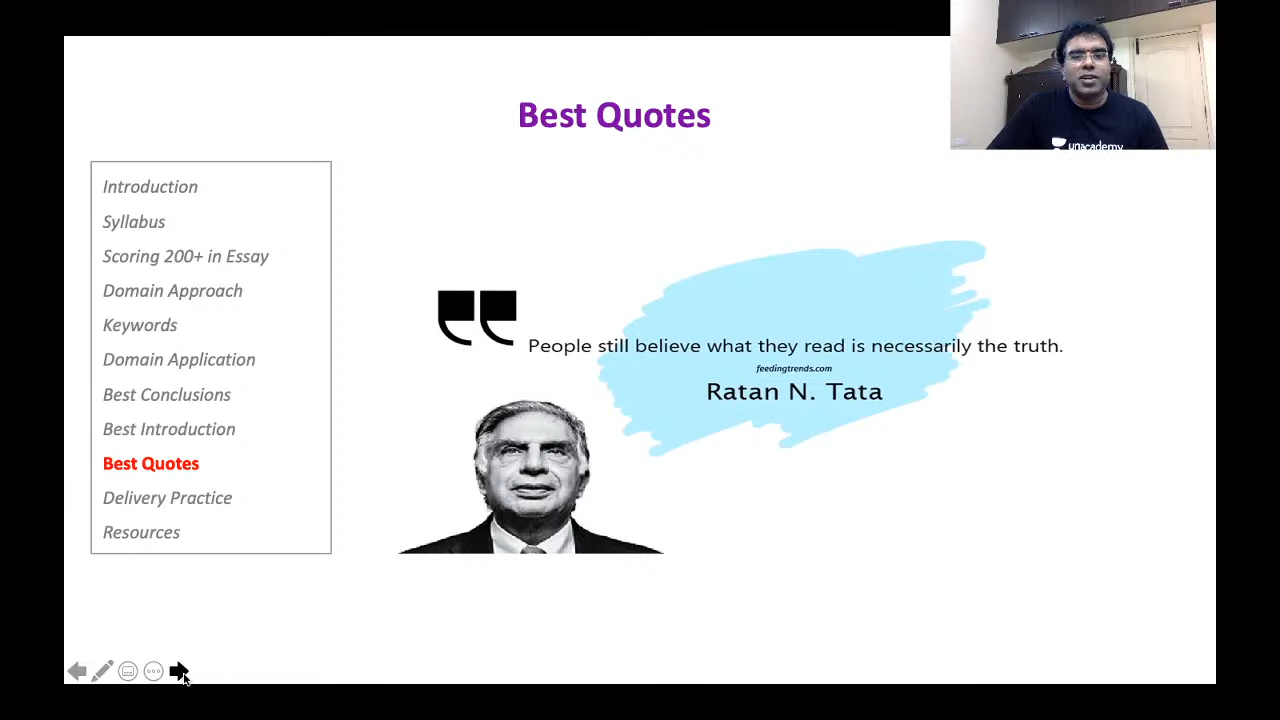 Best Quotes
unacademy
Introduction
Syllabus
Scoring 200+ in Essay
Domain Approach
Keywords
Domain Application
Best Conclusions
Best Introduction
Best Quotes
Delivery Practice
Resources
People still believe what they read is necessarily the truth.
feedingtrends.com
Ratan N. Tata